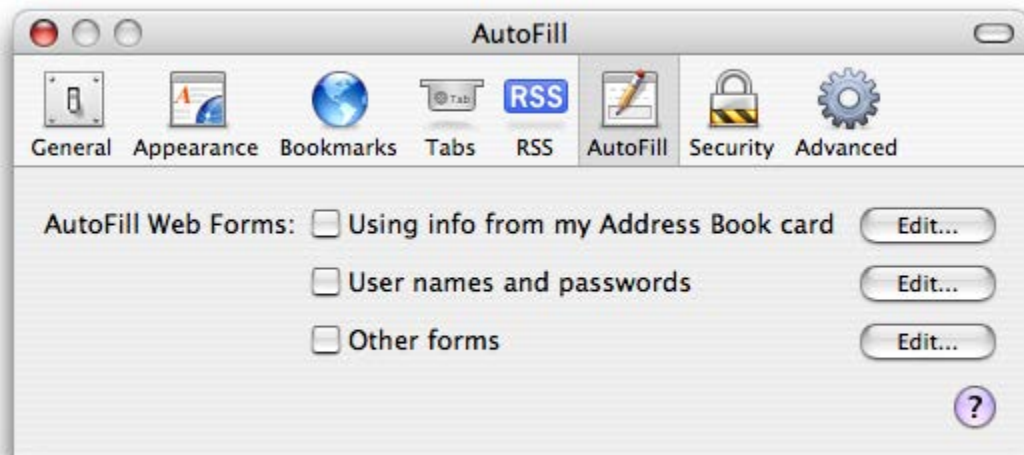 AutoFill
Tab
RSS
General Appearance Bookmarks Tabs RSS AutoFill Security Advanced
AutoFill Web Forms: Using info from my Address Book card Edit...
User names and passwords Edit...
Other forms Edit...
?